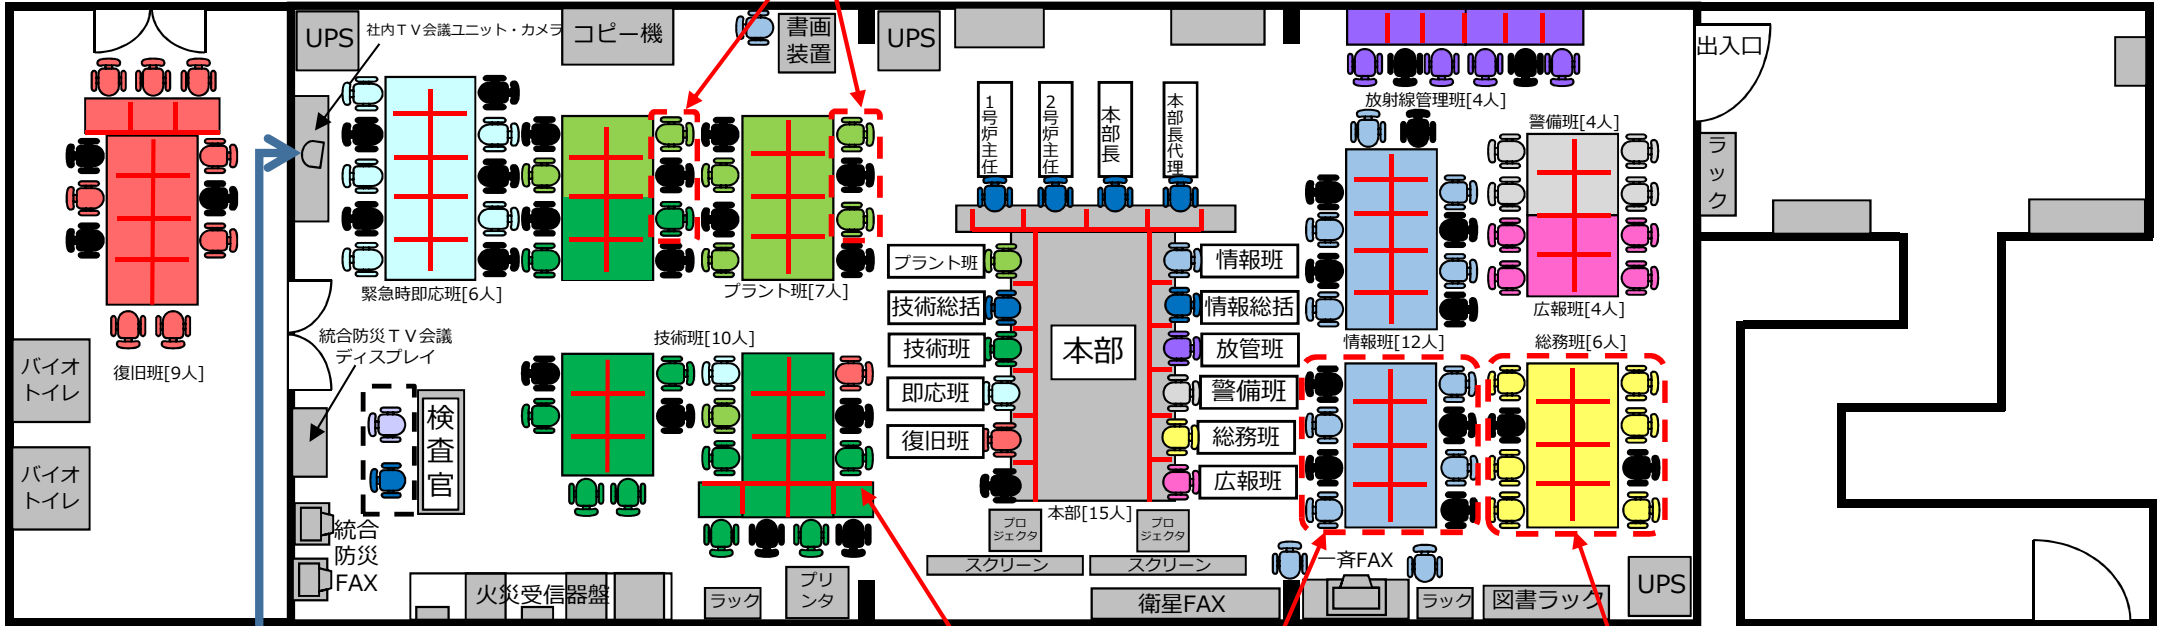 UPS
社内ＴＶ会議ユニット・カメラ
コピー機
書画
装置
UPS
出入口
放射線管理班[4人]
1号炉主任
2号炉主任
本部長
本部長代理
警備班[4人]
ラック
緊急時即応班[6人]
プラント班[7人]
プラント班
技術総括
技術班
即応班
復旧班
本部
情報班
情報総括
放管班
警備班
総務班
広報班
広報班[4人]
情報班[12人]
総務班[6人]
統合防災ＴＶ会議
ディスプレイ
技術班[10人]
バイオ
トイレ
復旧班[9人]
検査官
バイオ
トイレ
本部[15人]
プロ
ジェクタ
プロ
ジェクタ
統合
防災
FAX
スクリーン
スクリーン
一斉FAX
火災受信器盤
ラック
プリ
ンタ
衛星FAX
ラック
図書ラック
UPS